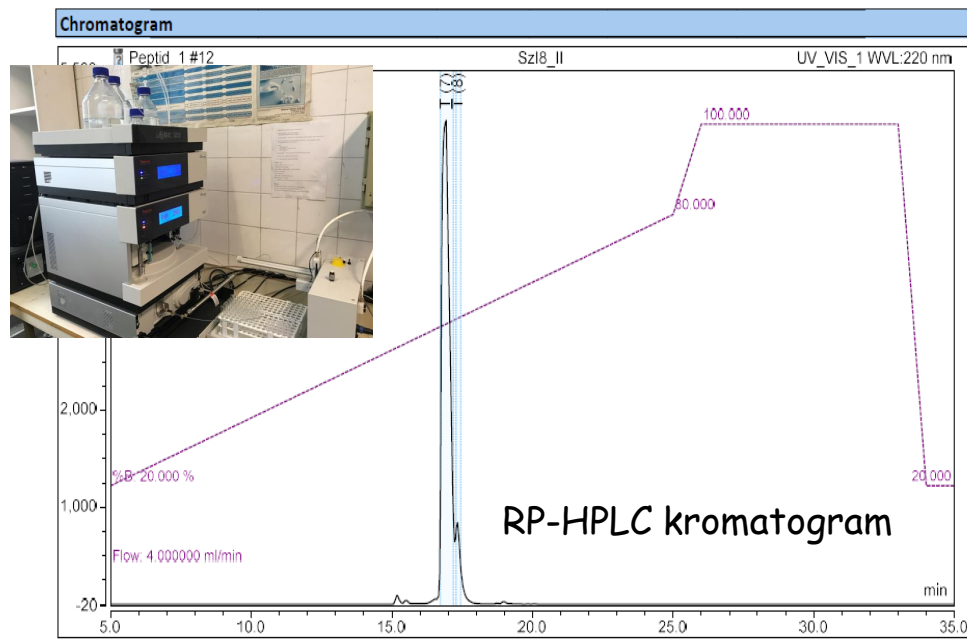 Chromatogram
Peptid_1 #12
SzI8_II
UV_VIS_1 WVL:220 nm
100.000
80.000
2,000
%B: 20.000 %
20.000
1,000
RP-HPLC kromatogram
Flow: 4.000000 ml/min
min
-20
5.0 10.0 15.0 20.0 25.0 30.0 35.0